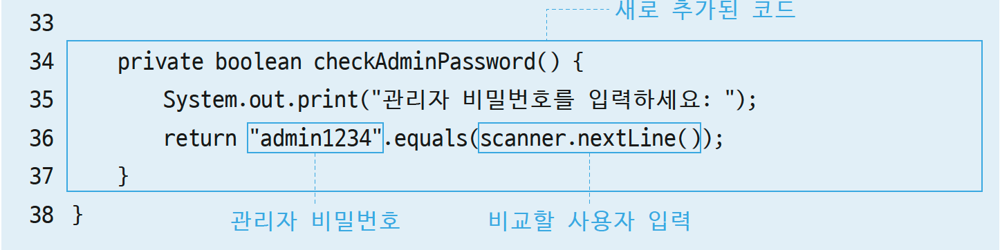 새로 추가된 코드
33
34 private boolean checkAdminPassword() {
35 System.out.print("관리자 비밀번호를 입력하세요: ");
36 return "admin1234".equals(scanner.nextLine());
37 }
38 }
관리자 비밀번호 비교할 사용자 입력